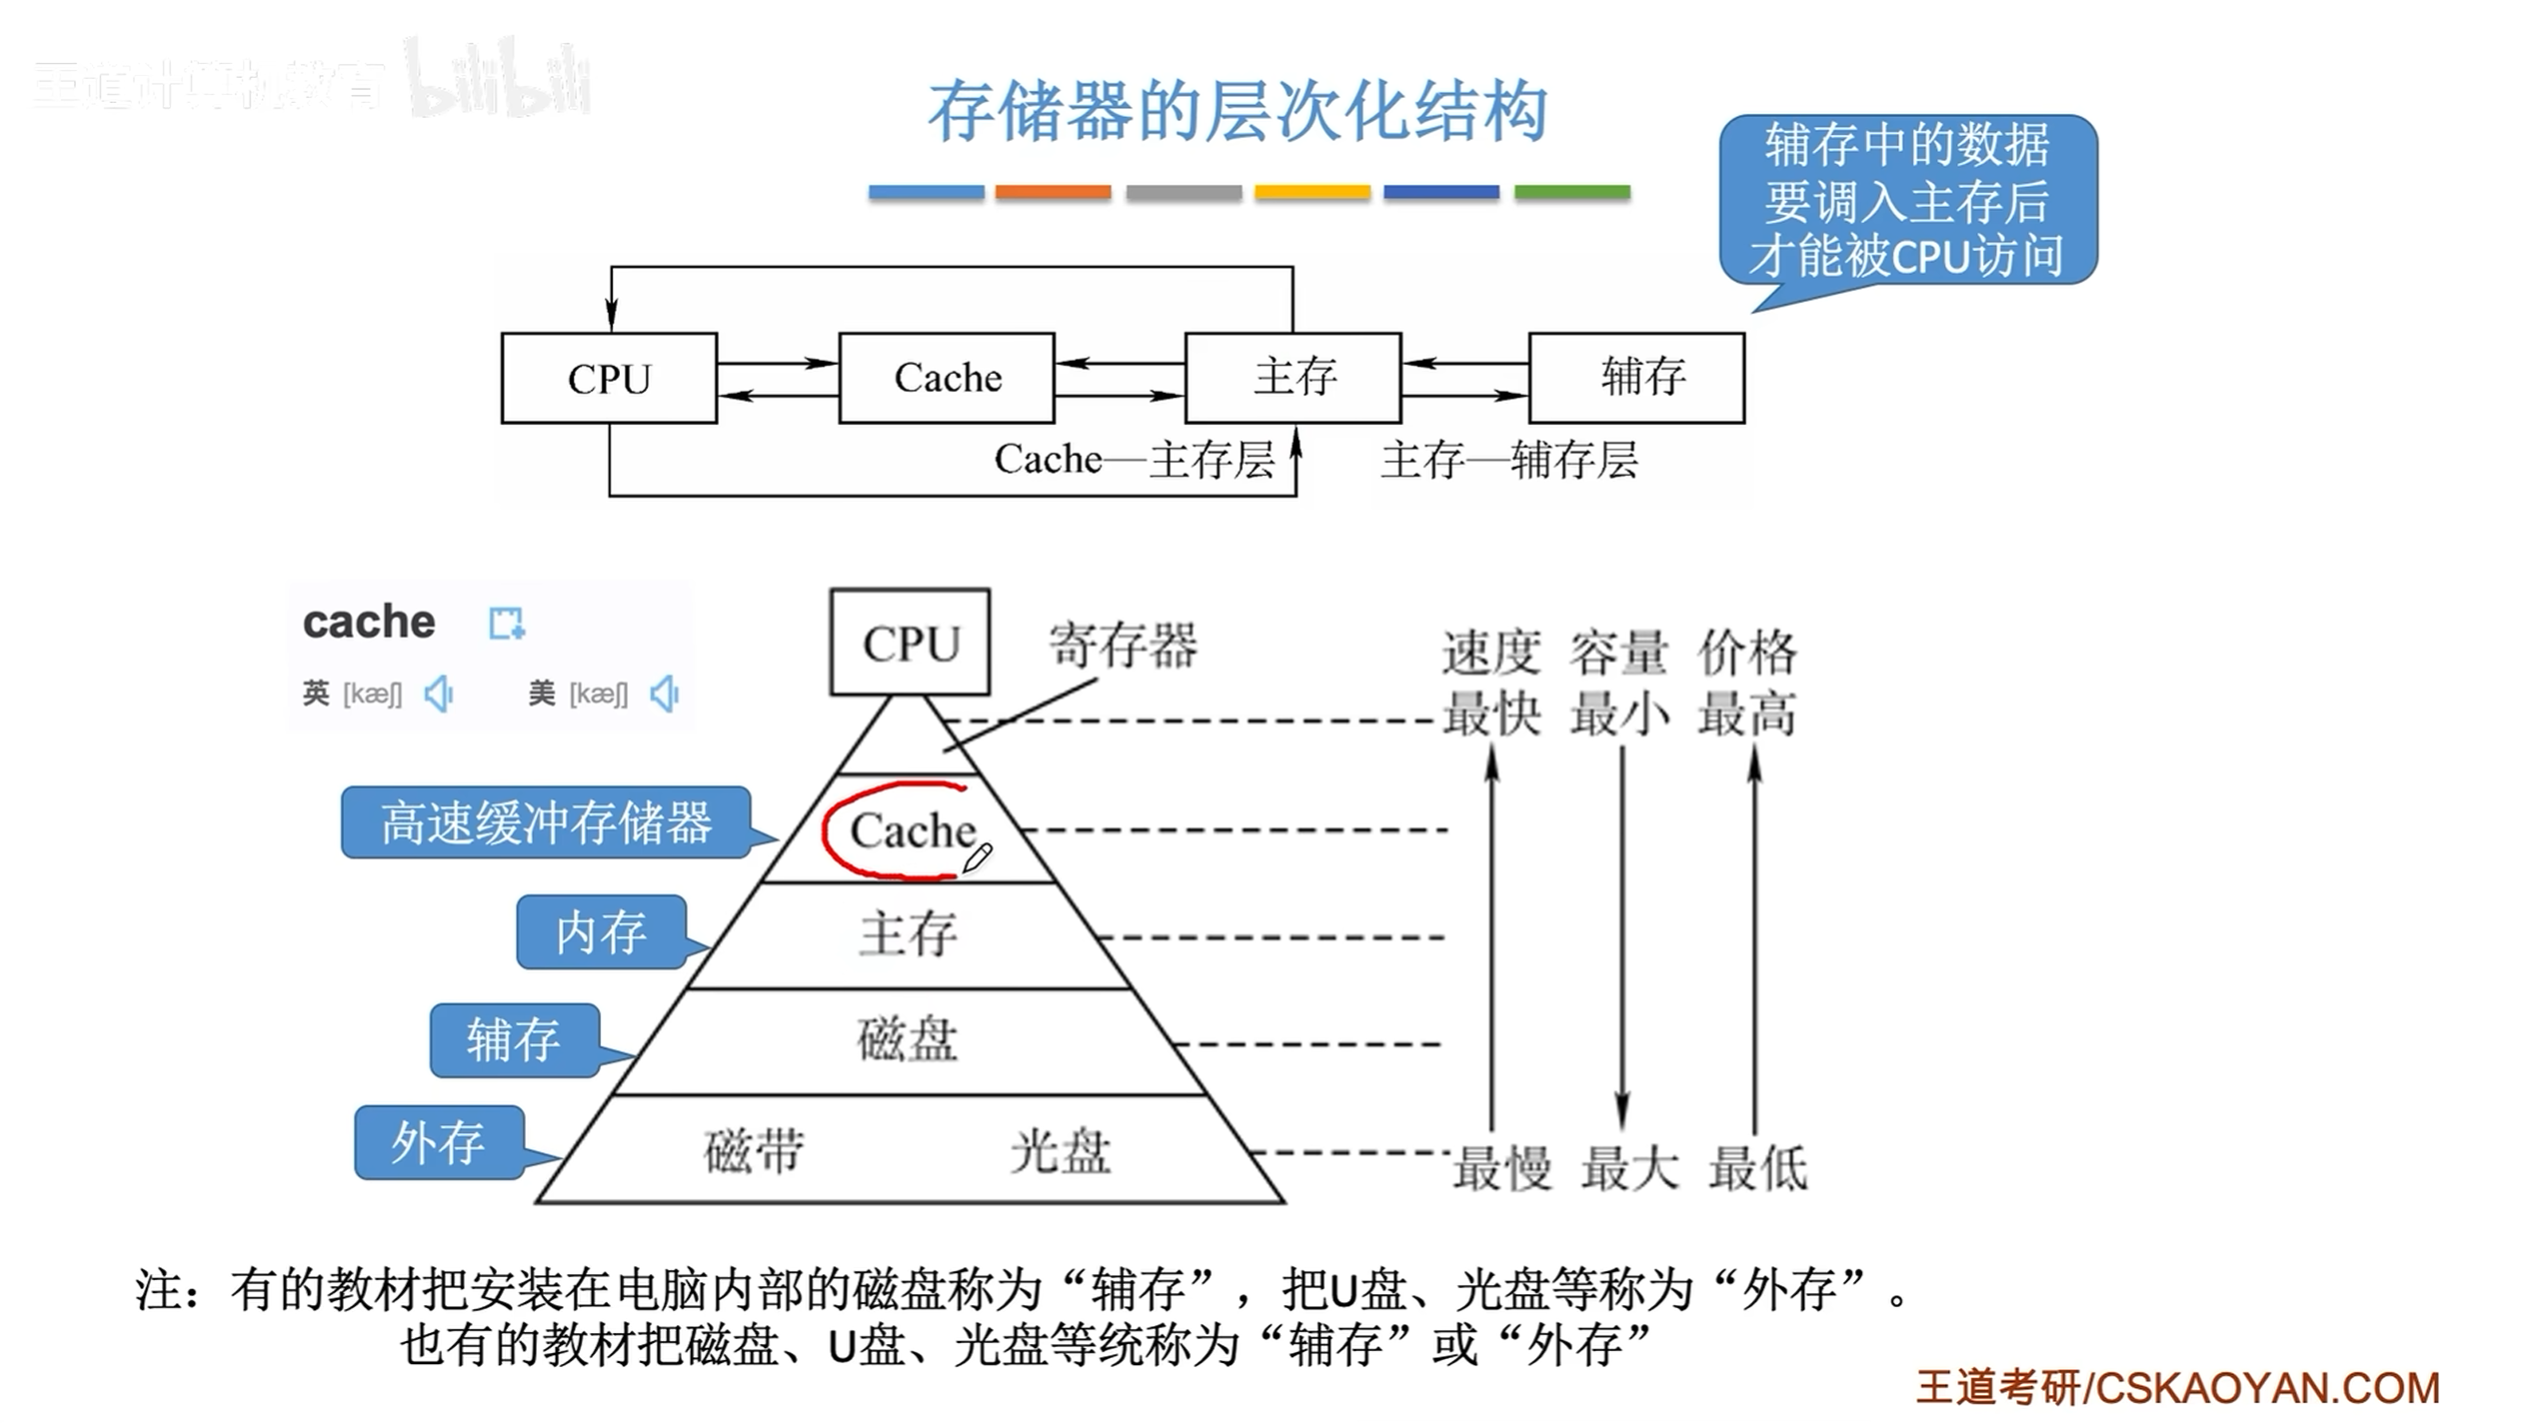 王道计算机教育 bilibili
存储器的层次化结构
辅存中的数据
要调入主存后
才能被CPU访问
CPU
Cache
主存
辅存
Cache—主存层
主存—辅存层
cache
英 [kæʃ] 美 [kæʃ]
CPU
寄存器
速度 容量 价格
最快 最小 最高
高速缓冲存储器
Cache
内存
主存
辅存
磁盘
外存
磁带 光盘
最慢 最大 最低
注：有的教材把安装在电脑内部的磁盘称为“辅存”，把U盘、光盘等称为“外存”。
也有的教材把磁盘、U盘、光盘等统称为“辅存”或“外存”
王道考研/CSKAOYAN.COM